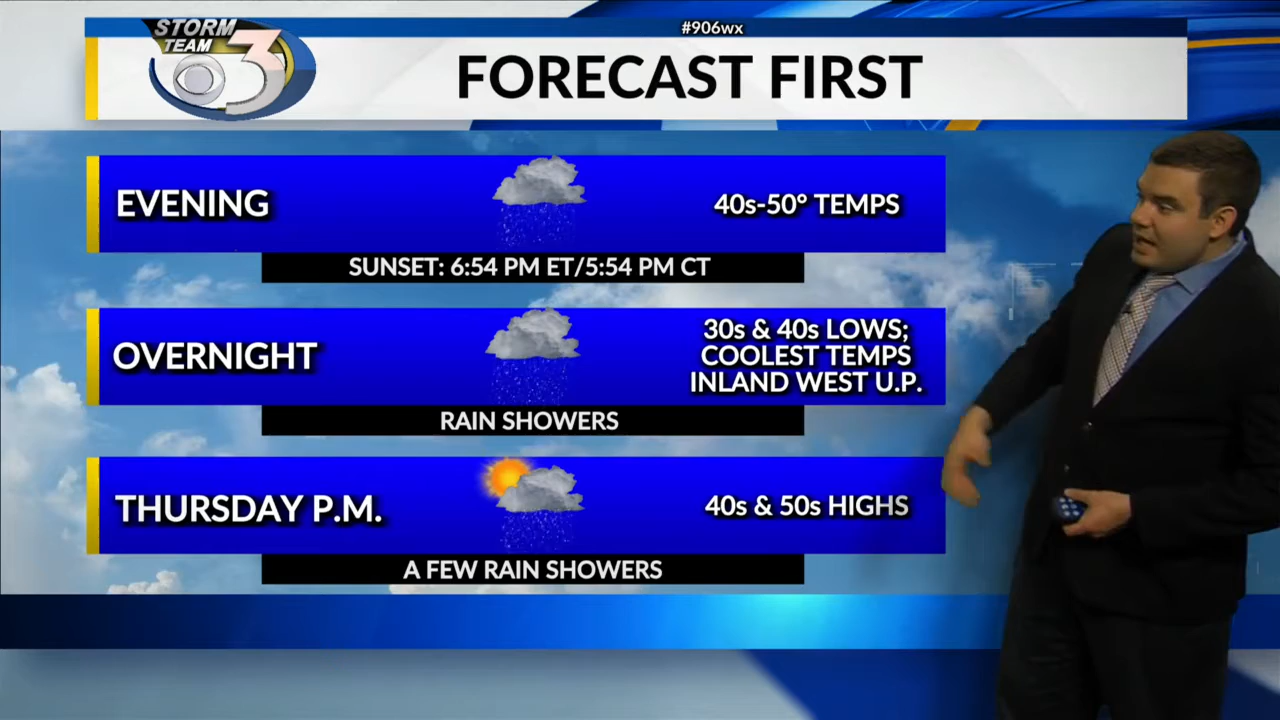 #906wx
STORM
TEAM
3
FORECAST FIRST
EVENING
40s-50° TEMPS
SUNSET: 6:54 PM ET/5:54 PM CT
OVERNIGHT
30s & 40s LOWS;
COOLEST TEMPS
INLAND WEST U.P.
RAIN SHOWERS
THURSDAY P.M.
40s & 50s HIGHS
A FEW RAIN SHOWERS